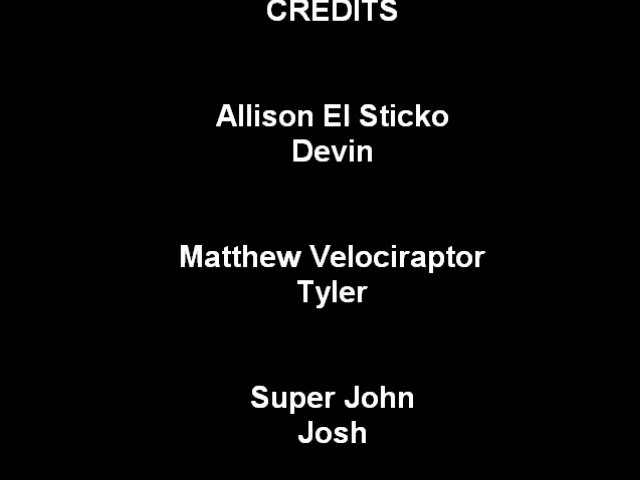 CREDITS
Allison El Sticko
Devin
Matthew Velociraptor
Tyler
Super John
Josh